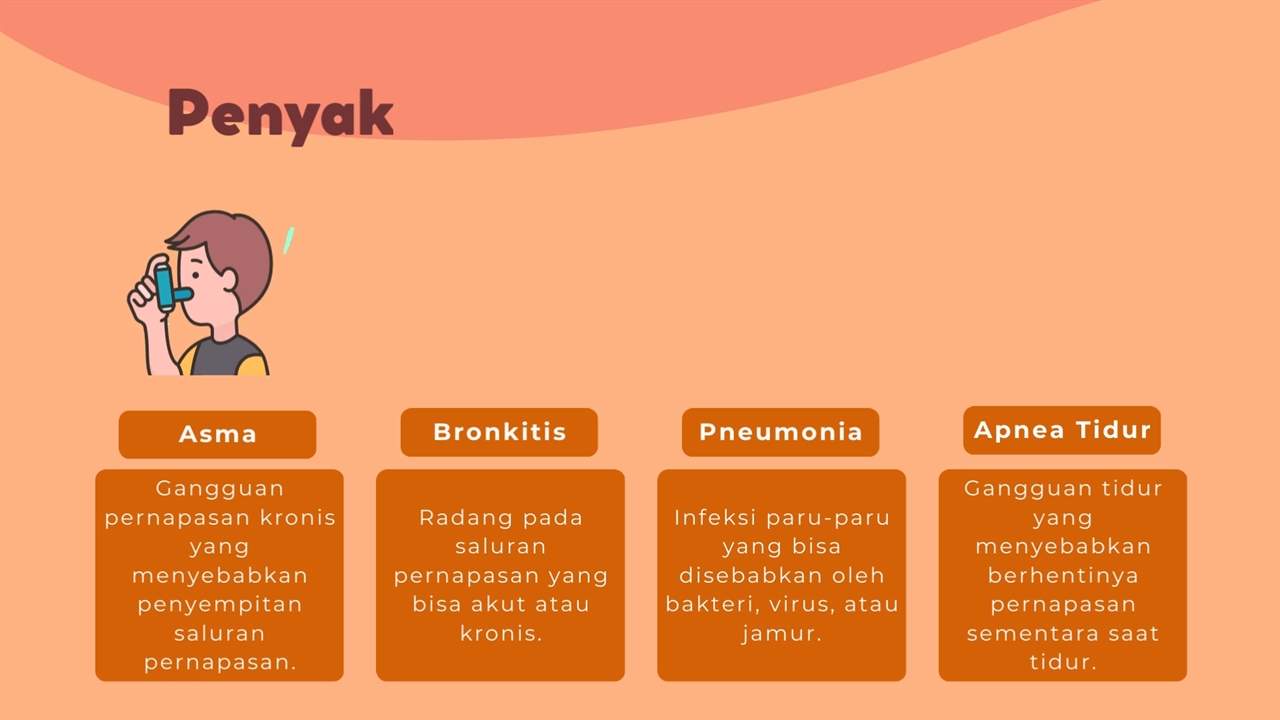 Penyak
Asma
Gangguan
pernapasan kronis
yang
menyebabkan
penyempitan
saluran
pernapasan.
Bronkitis
Radang pada
saluran
pernapasan yang
bisa akut atau
kronis.
Pneumonia
Infeksi paru-paru
yang bisa
disebabkan oleh
bakteri, virus, atau
jamur.
Apnea Tidur
Gangguan tidur
yang
menyebabkan
berhentinya
pernapasan
sementara saat
tidur.